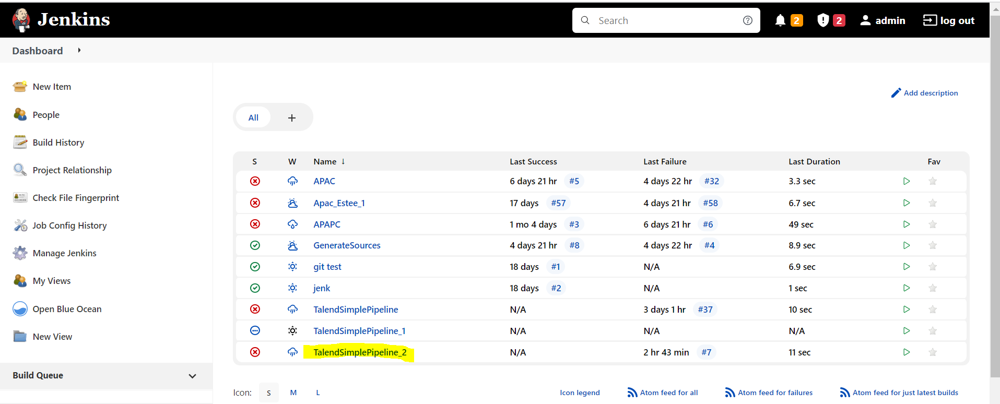 Jenkins
Search
2
2
admin
log out
Dashboard
New Item
People
Build History
Project Relationship
Check File Fingerprint
Job Config History
Manage Jenkins
My Views
Open Blue Ocean
New View
Build Queue
Add description
All +
S W Name ↓ Last Success Last Failure Last Duration Fav
APAC 6 days 21 hr #5 4 days 22 hr #32 3.3 sec
Apac_Estee_1 17 days #57 4 days 21 hr #58 6.7 sec
APAPC 1 mo 4 days #3 6 days 21 hr #6 49 sec
GenerateSources 4 days 21 hr #8 4 days 22 hr #4 8.9 sec
git test 18 days #1 N/A 6.9 sec
jenk 18 days #2 N/A 1 sec
TalendSimplePipeline N/A 3 days 1 hr #37 10 sec
TalendSimplePipeline_1 N/A N/A N/A
TalendSimplePipeline_2 N/A 2 hr 43 min #7 11 sec
Icon: S M L Icon legend Atom feed for all Atom feed for failures Atom feed for just latest builds